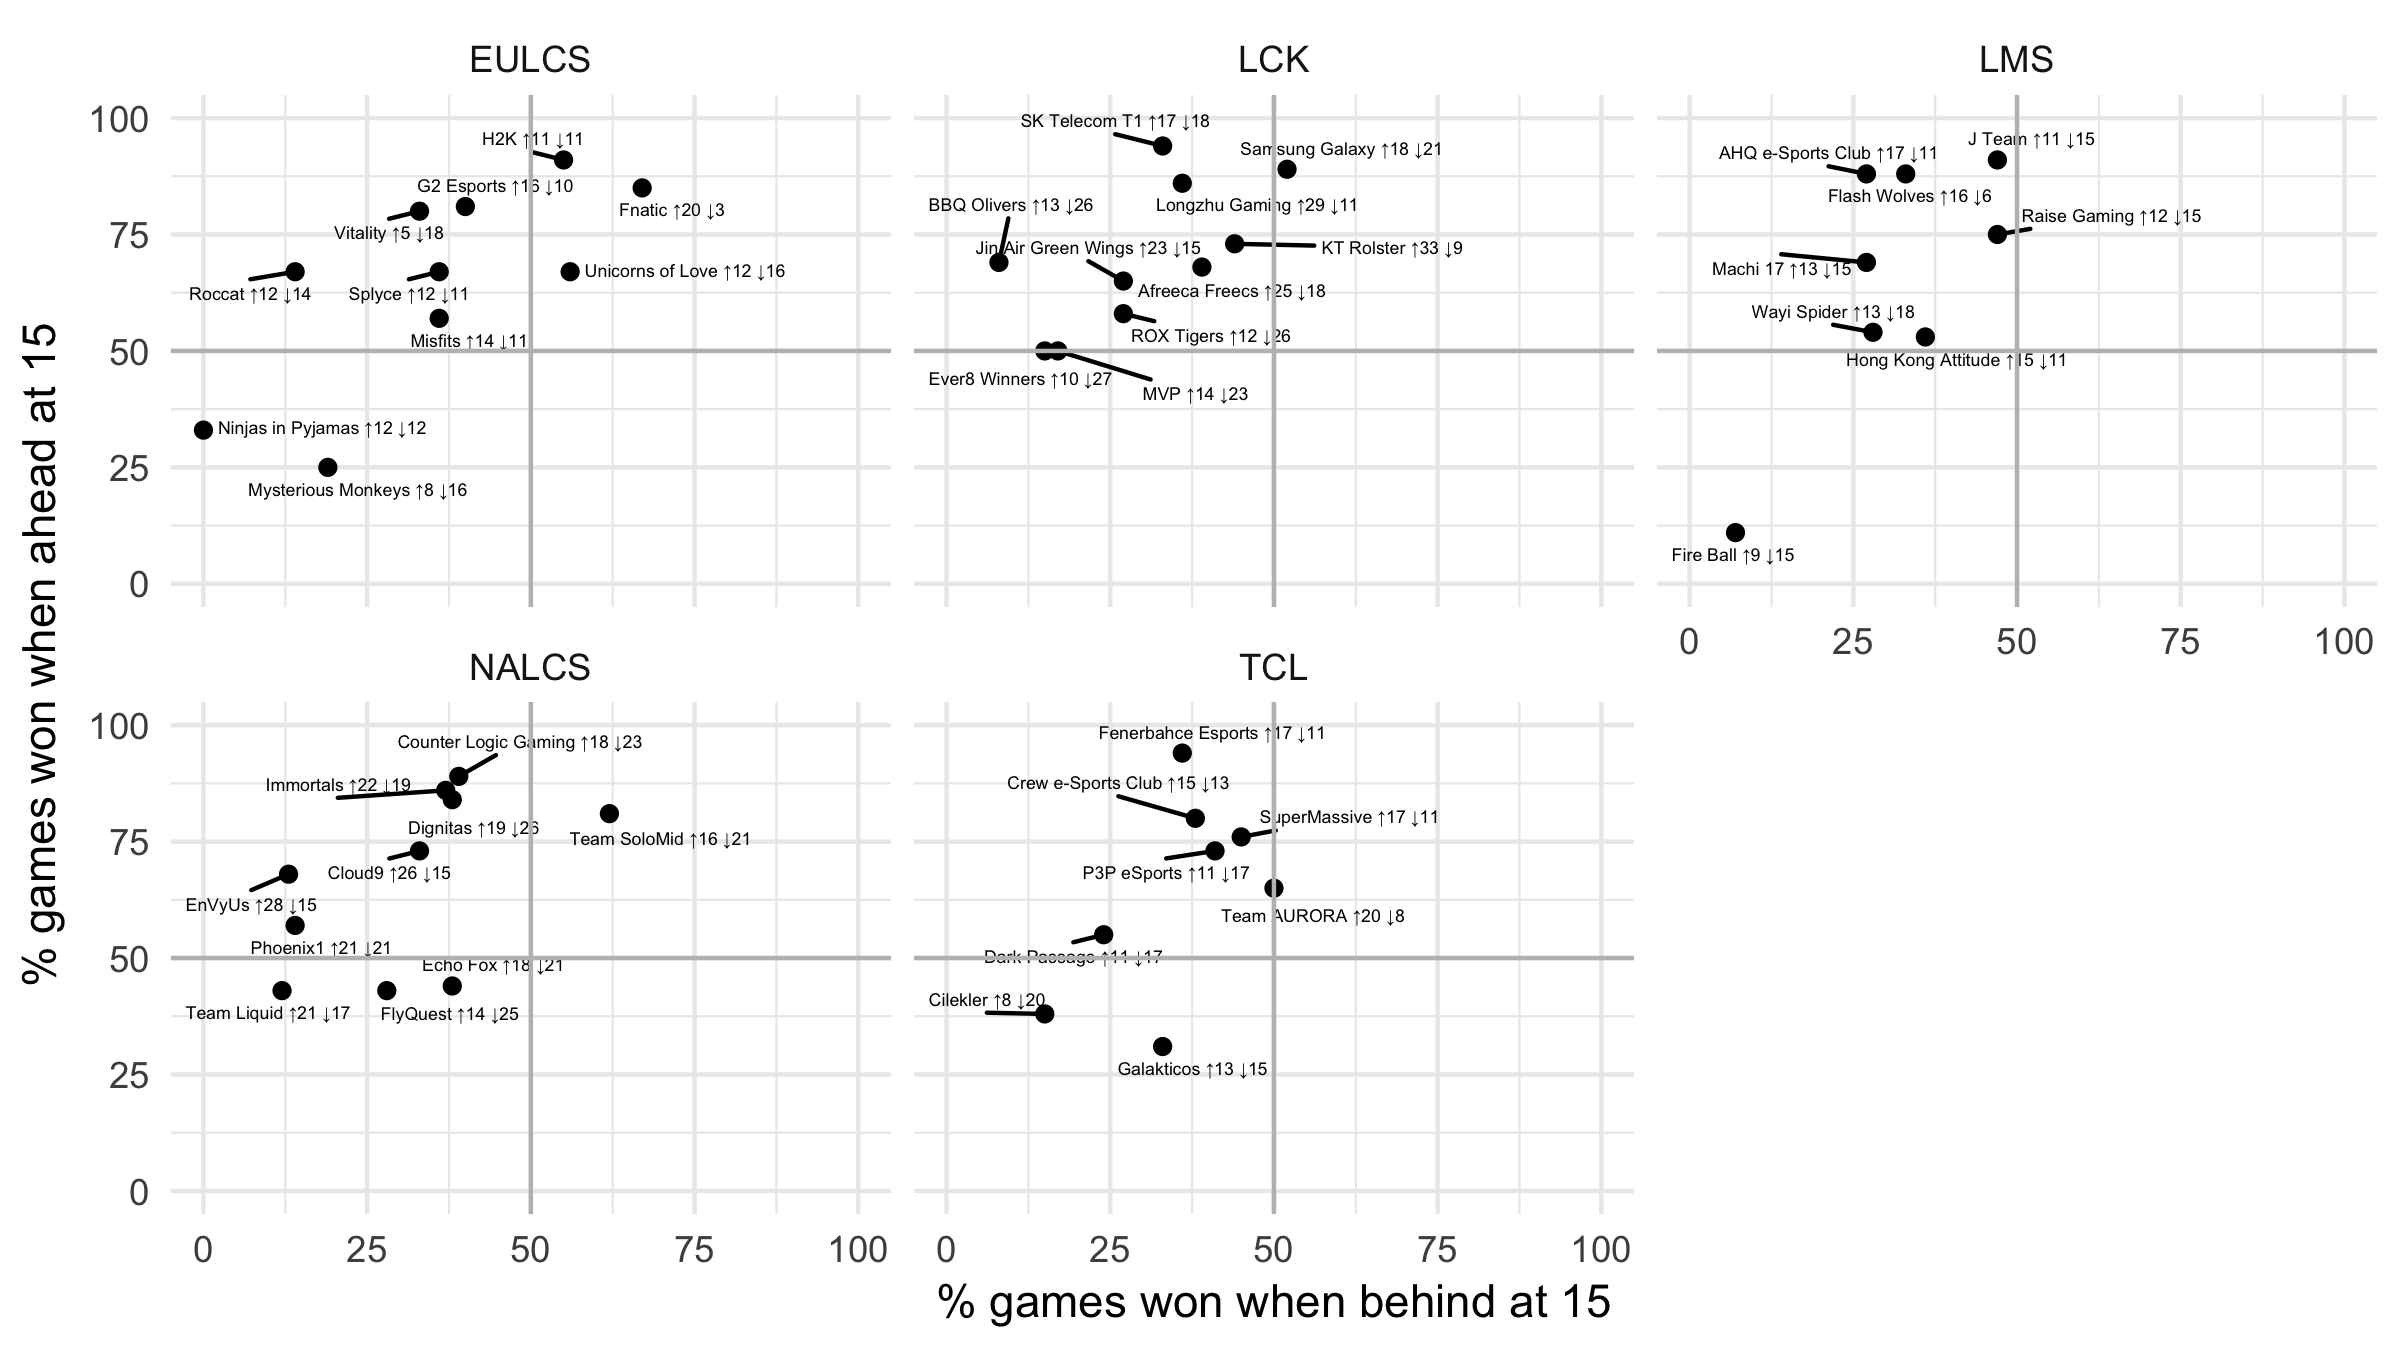 EULCS
LCK
LMS
100
75
50
25
0
H2K ↑11 ↓11
G2 Esports ↑16 ↓10
Fnatic ↑20 ↓3
Vitality ↑5 ↓18
Unicorns of Love ↑12 ↓16
Roccat ↑12 ↓14
Splyce ↑12 ↓11
Misfits ↑14 ↓11
Ninjas in Pyjamas ↑12 ↓12
Mysterious Monkeys ↑8 ↓16
SK Telecom T1 ↑17 ↓18
Samsung Galaxy ↑18 ↓21
BBQ Olivers ↑13 ↓26
Longzhu Gaming ↑29 ↓11
Jin Air Green Wings ↑23 ↓15
KT Rolster ↑33 ↓9
Afreeca Freecs ↑25 ↓18
ROX Tigers ↑12 ↓26
Ever8 Winners ↑10 ↓27
MVP ↑14 ↓23
J Team ↑11 ↓15
AHQ e-Sports Club ↑17 ↓11
Flash Wolves ↑16 ↓6
Raise Gaming ↑12 ↓15
Machi 17 ↑13 ↓15
Wayi Spider ↑13 ↓18
Hong Kong Attitude ↑15 ↓11
Fire Ball ↑9 ↓15
0 25 50 75 100
NALCS
TCL
100
75
50
25
0
Counter Logic Gaming ↑18 ↓23
Immortals ↑22 ↓19
Dignitas ↑19 ↓26
Team SoloMid ↑16 ↓21
Cloud9 ↑26 ↓15
EnVyUs ↑28 ↓15
Phoenix1 ↑21 ↓21
Echo Fox ↑18 ↓21
Team Liquid ↑21 ↓17
FlyQuest ↑14 ↓25
Fenerbahce Esports ↑17 ↓11
Crew e-Sports Club ↑15 ↓13
SuperMassive ↑17 ↓11
P3P eSports ↑11 ↓17
Team AURORA ↑20 ↓8
Dark Passage ↑11 ↓17
Cilekler ↑8 ↓20
Galakticos ↑13 ↓15
0 25 50 75 100
0 25 50 75 100
% games won when behind at 15
% games won when ahead at 15